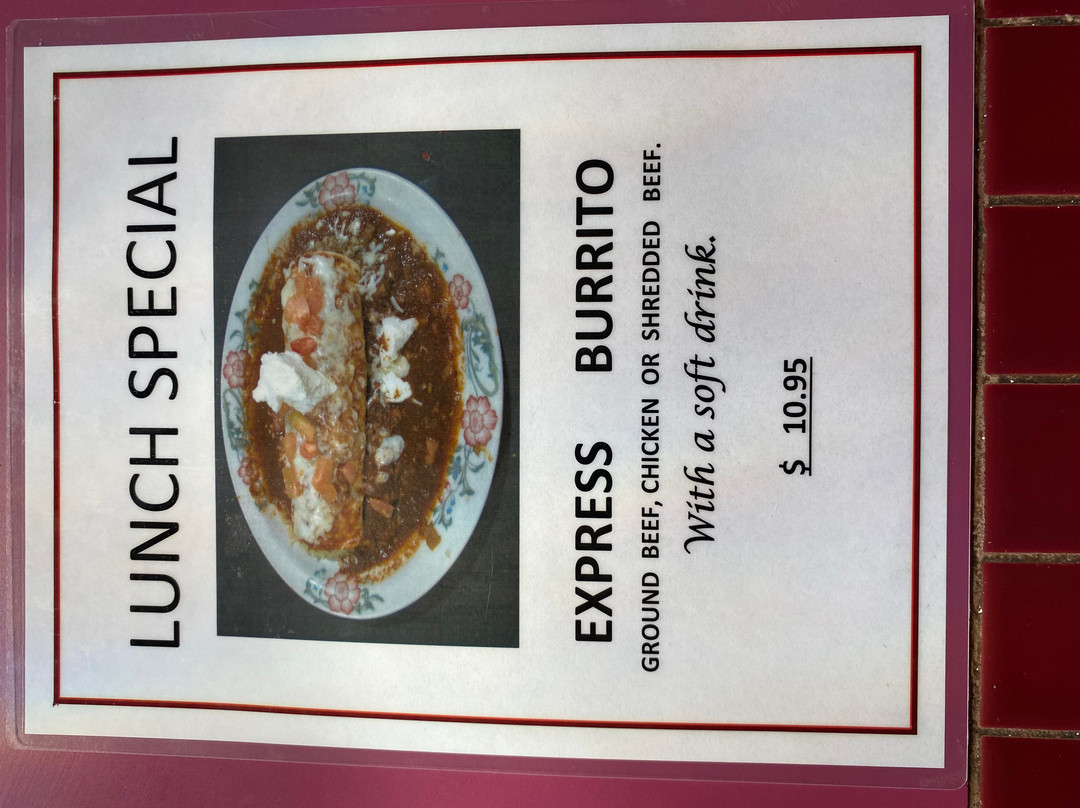 LUNCH SPECIAL
EXPRESS BURRITO
GROUND BEEF, CHICKEN OR SHREDDED BEEF.
With a soft drink.
$ 10.95